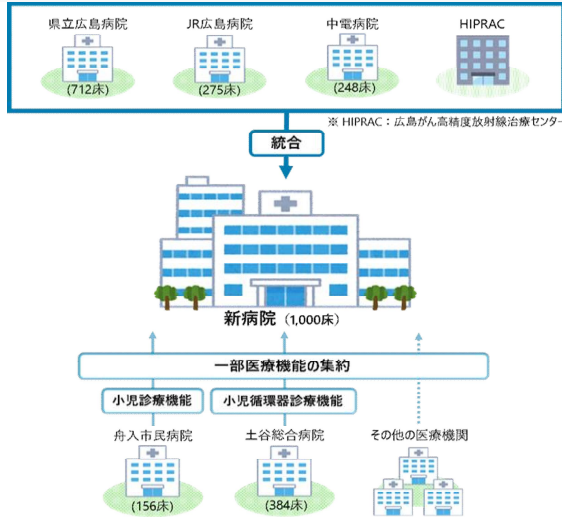 県立広島病院
JR広島病院
中電病院
HIPRAC
(712床)
(275床)
(248床)
※ HIPRAC：広島がん高精度放射線治療センター
統合
新病院（1,000床）
一部医療機能の集約
小児診療機能
小児循環器診療機能
舟入市民病院
土谷総合病院
その他の医療機関
(156床)
(384床)